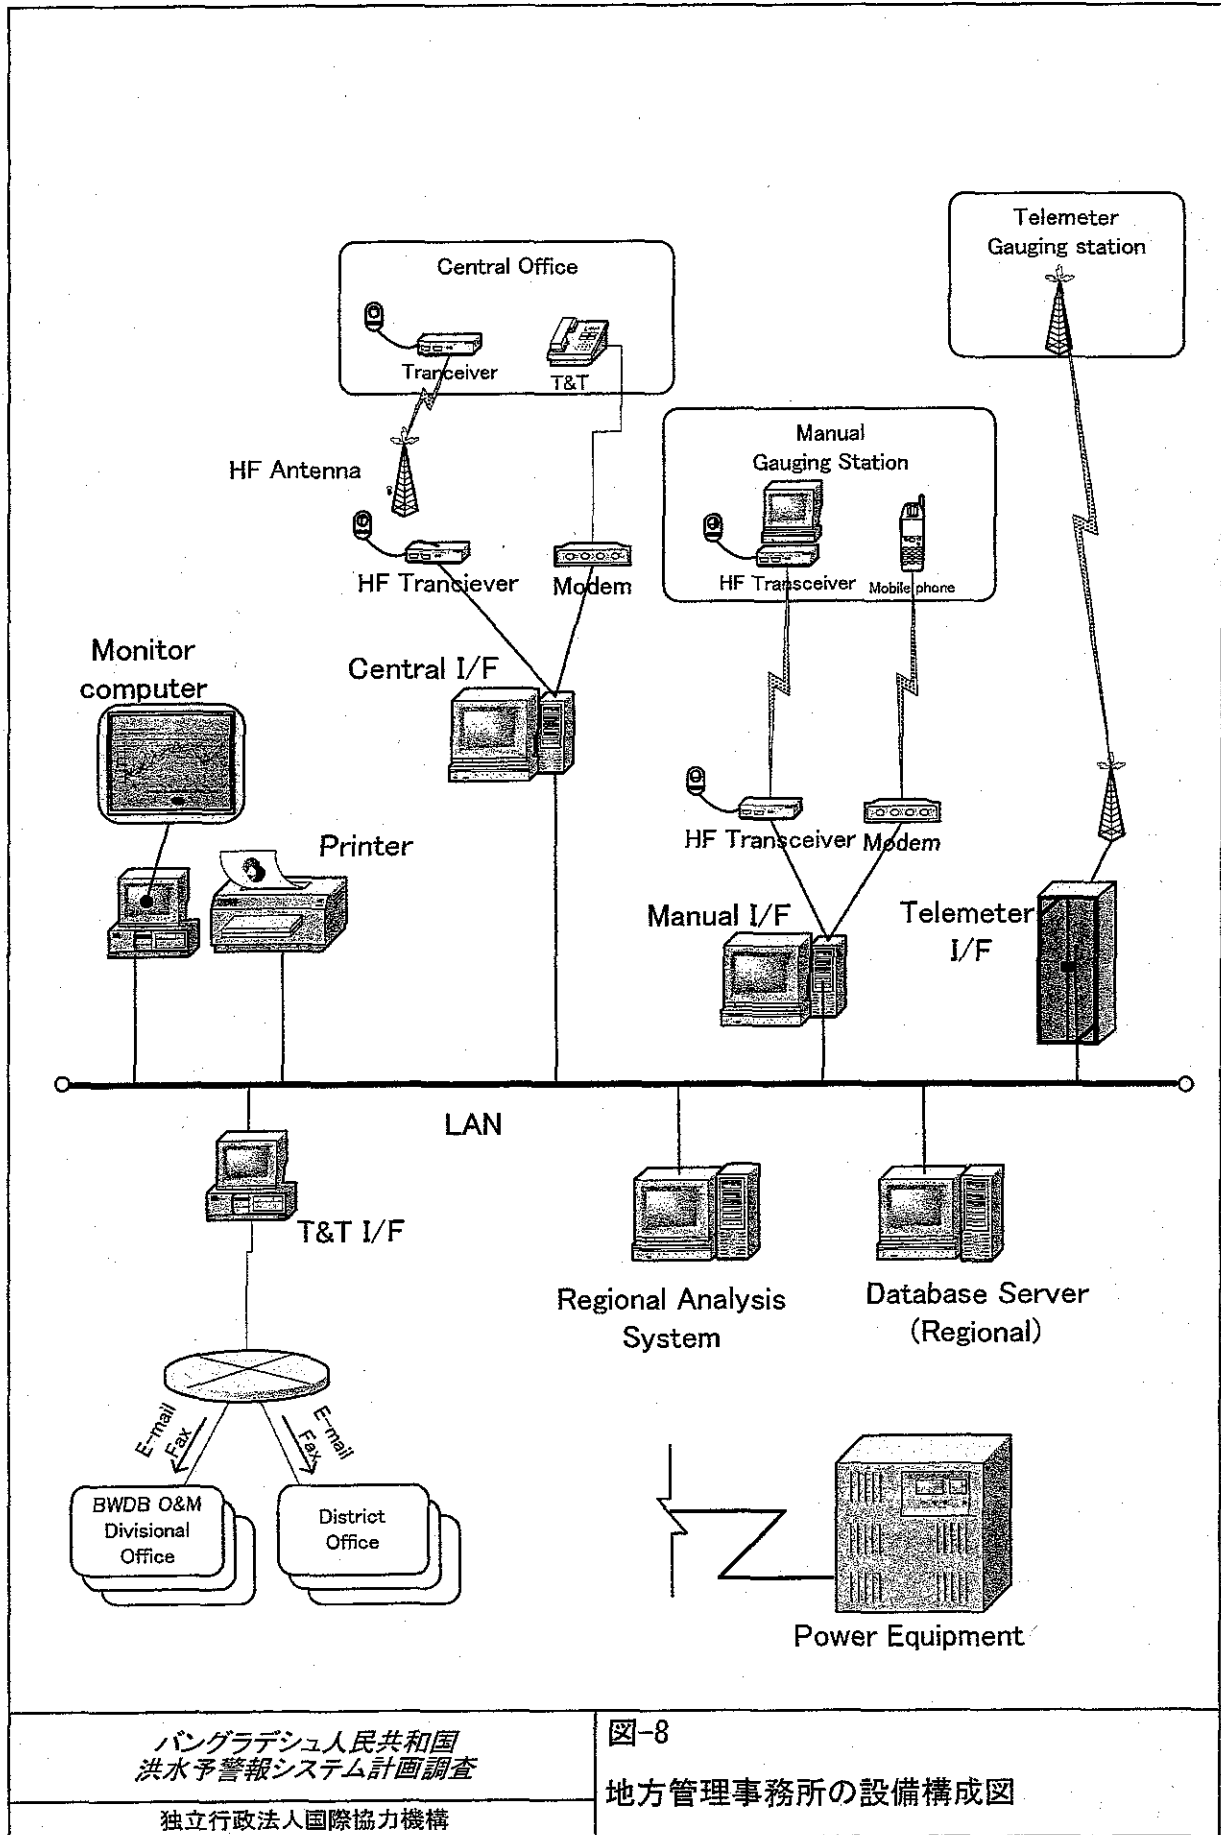 Telemeter
Gauging station
Central Office
Tranceiver
T&T
HF Antenna
HF Tranciever
Modem
Manual
Gauging Station
HF Transceiver
Mobile phone
Central I/F
Monitor
computer
Printer
HF Transceiver
Modem
Manual I/F
Telemeter
I/F
LAN
T&T I/F
Regional Analysis
System
Database Server
(Regional)
E-mail
Fax
E-mail
Fax
BWDB O&M
Divisional
Office
District
Office
Power Equipment
バングラデシュ人民共和国
洪水予警報システム計画調査
独立行政法人国際協力機構
図-8
地方管理事務所の設備構成図